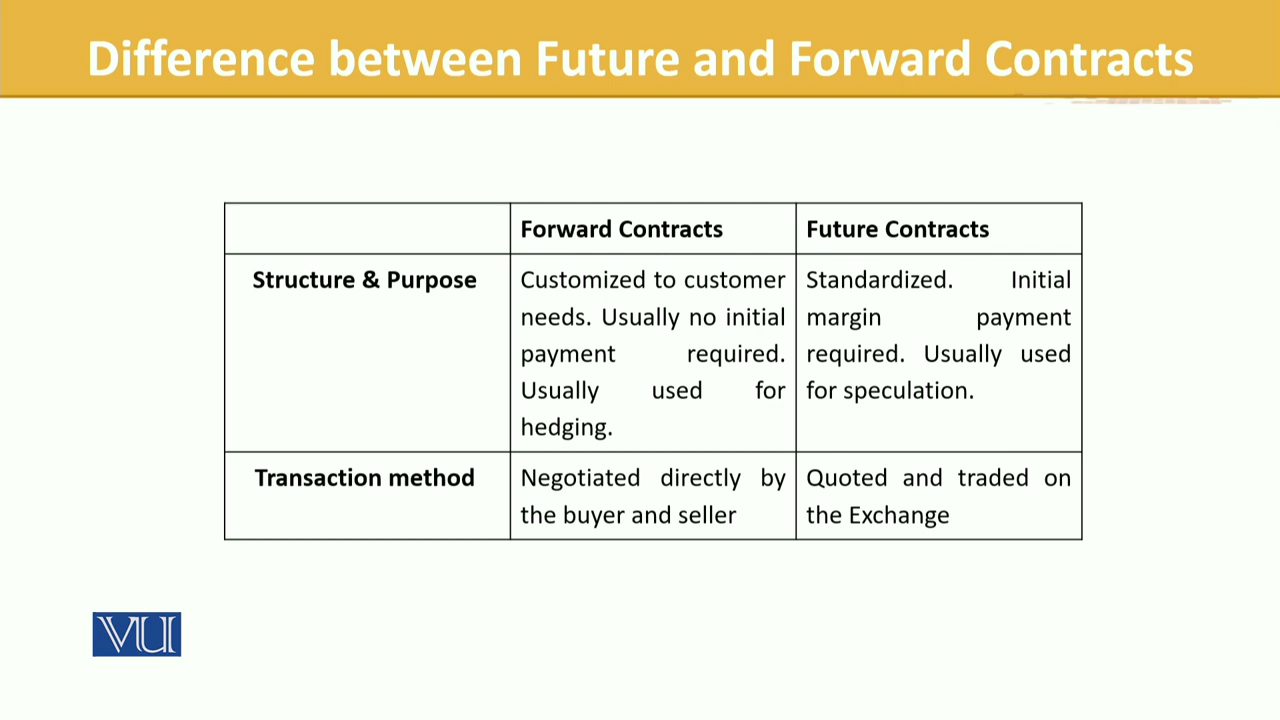 Difference between Future and Forward Contracts
Forward Contracts
Future Contracts
Structure & Purpose
Customized to customer
needs. Usually no initial
payment required.
Usually used for
hedging.
Standardized. Initial
margin payment
required. Usually used
for speculation.
Transaction method
Negotiated directly by
the buyer and seller
Quoted and traded on
the Exchange
VU